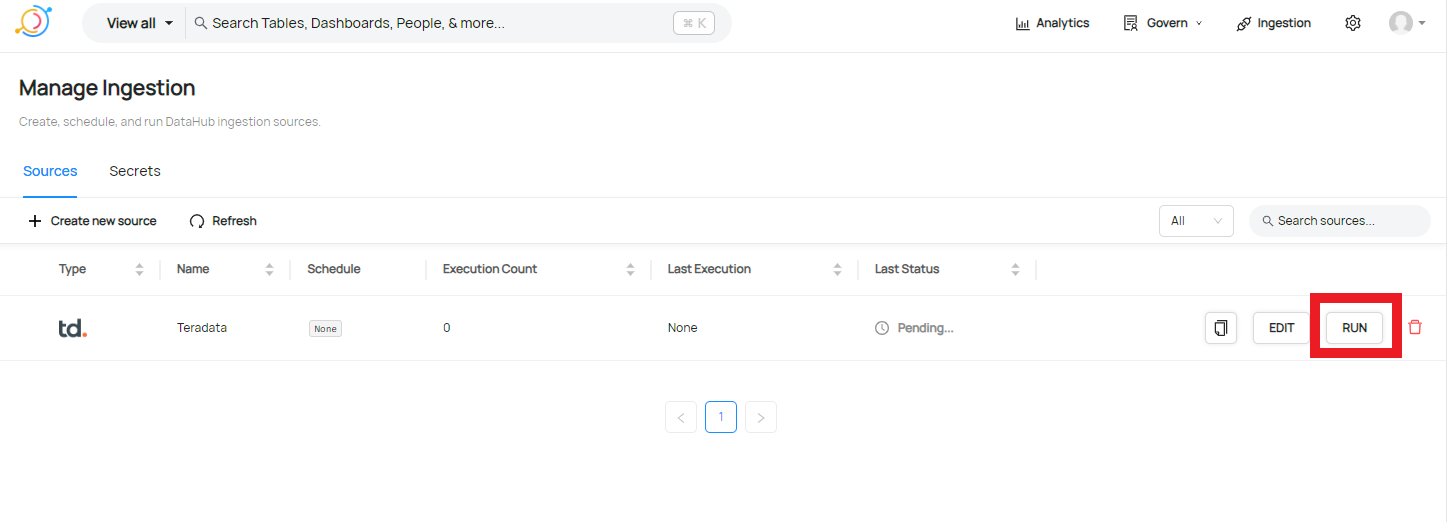 View all Search Tables, Dashboards, People, & more... ⌘ K Analytics Govern Ingestion
Manage Ingestion
Create, schedule, and run DataHub ingestion sources.
Sources Secrets
+ Create new source Refresh All Search sources...
Type Name Schedule Execution Count Last Execution Last Status
td. Teradata None 0 None Pending... EDIT RUN
< 1 >